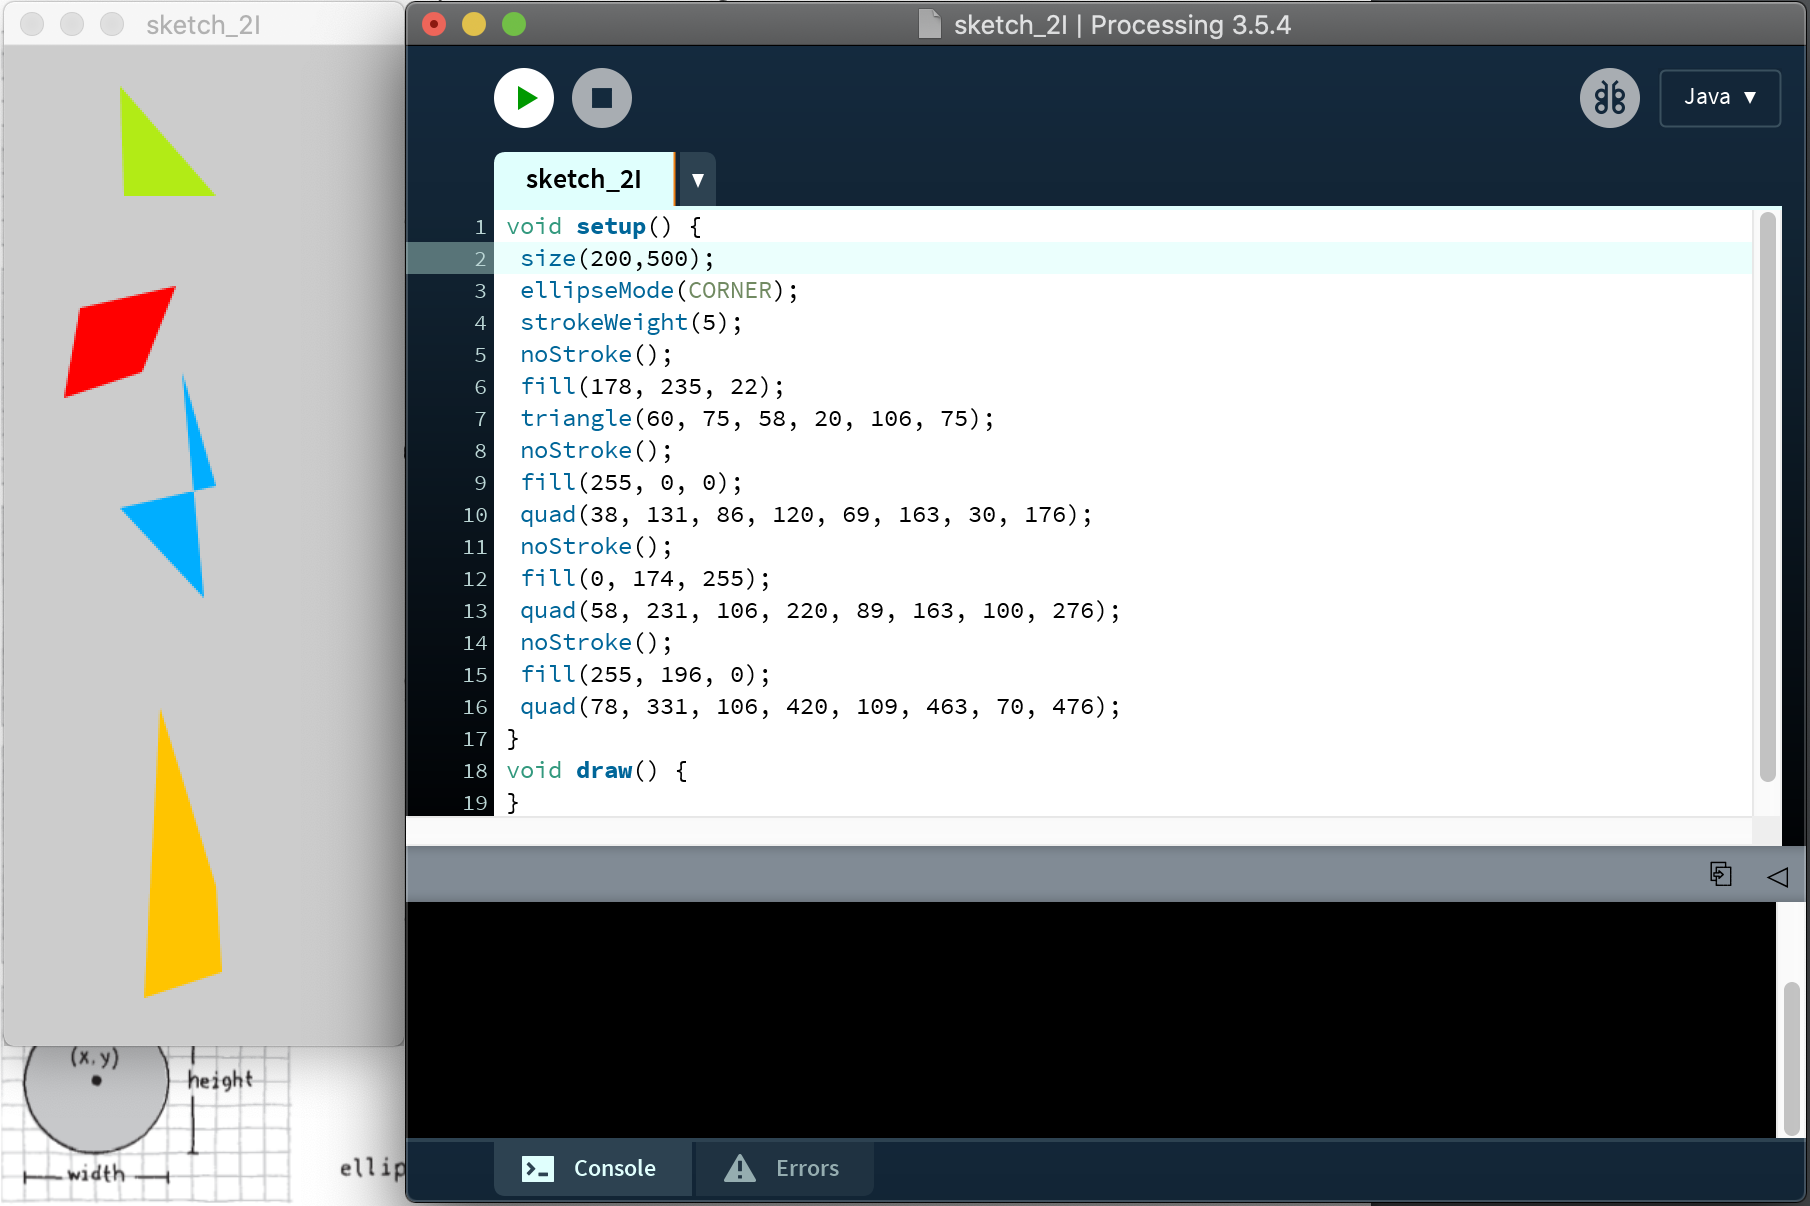 sketch_2I
sketch_2I | Processing 3.5.4
Java ▼
sketch_2I ▼
1 void setup() {
2 size(200,500);
3 ellipseMode(CORNER);
4 strokeWeight(5);
5 noStroke();
6 fill(178, 235, 22);
7 triangle(60, 75, 58, 20, 106, 75);
8 noStroke();
9 fill(255, 0, 0);
10 quad(38, 131, 86, 120, 69, 163, 30, 176);
11 noStroke();
12 fill(0, 174, 255);
13 quad(58, 231, 106, 220, 89, 163, 100, 276);
14 noStroke();
15 fill(255, 196, 0);
16 quad(78, 331, 106, 420, 109, 463, 70, 476);
17 }
18 void draw() {
19 }
(x,y)
height
width
ellip
Console
Errors